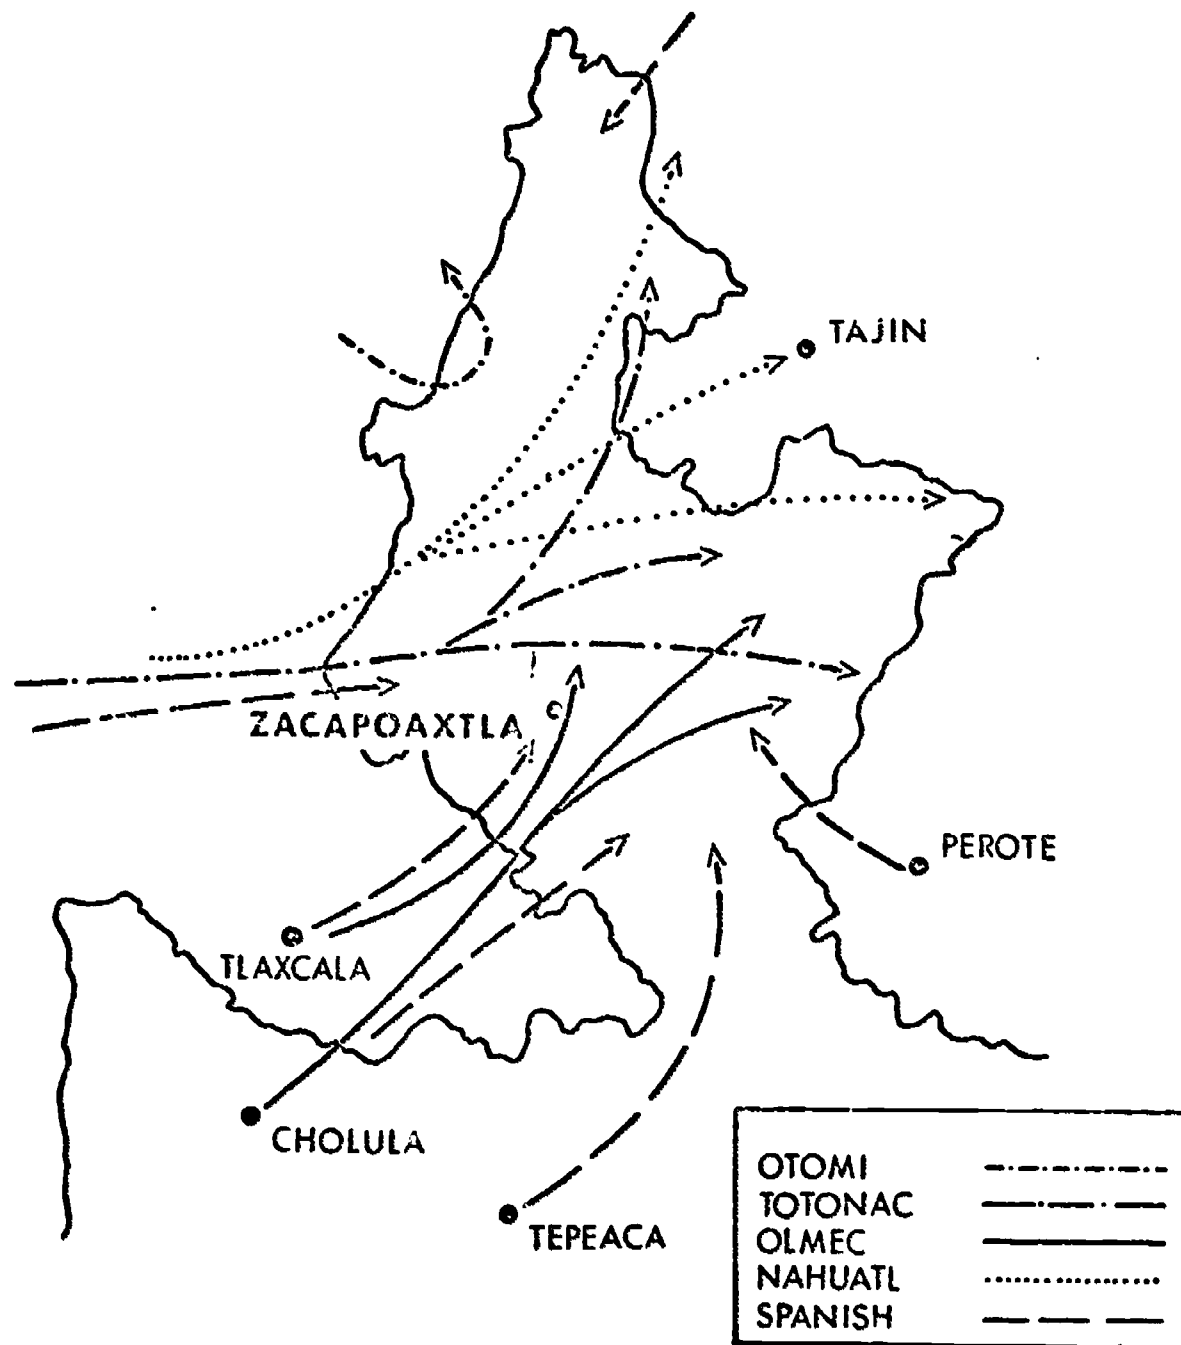 TAJIN
ZACAPOAXTLA
PEROTE
TLAXCALA
CHOLULA
TEPEACA
OTOMI
TOTONAC
OLMEC
NAHUATL
SPANISH